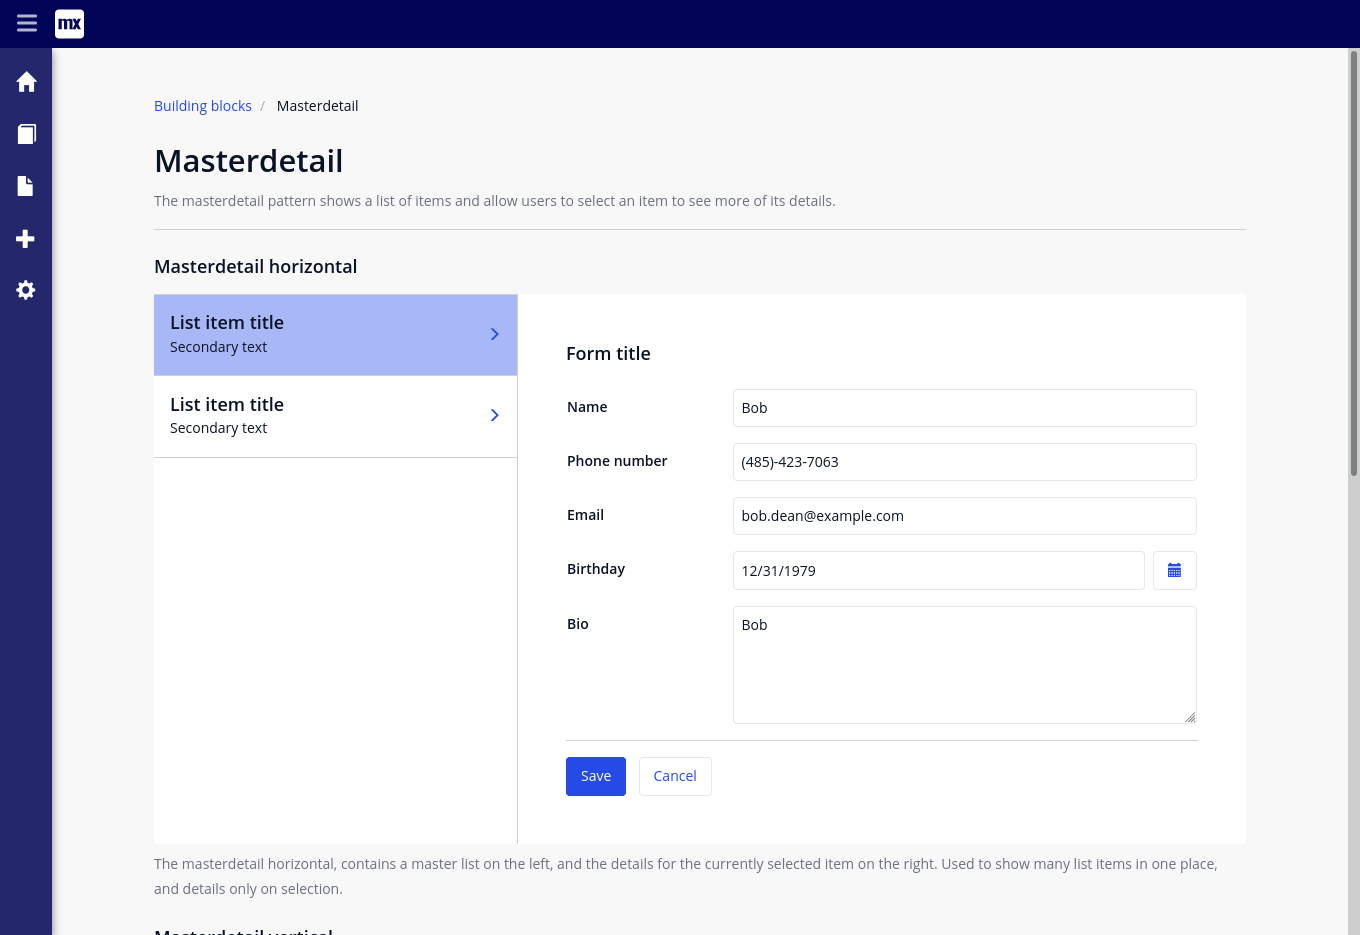 mx
Building blocks / Masterdetail
Masterdetail
The masterdetail pattern shows a list of items and allow users to select an item to see more of its details.
Masterdetail horizontal
List item title
Secondary text
List item title
Secondary text
Form title
Name
Bob
Phone number
(485)-423-7063
Email
bob.dean@example.com
Birthday
12/31/1979
Bio
Bob
Save
Cancel
The masterdetail horizontal, contains a master list on the left, and the details for the currently selected item on the right. Used to show many list items in one place,
and details only on selection.
Masterdetail vertical